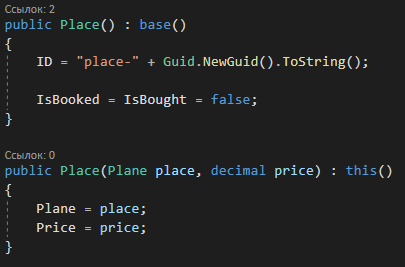 Ссылок: 2
public Place() : base()
{
ID = "place-" + Guid.NewGuid().ToString();
IsBooked = IsBought = false;
}
Ссылок: 0
public Place(Plane place, decimal price) : this()
{
Plane = place;
Price = price;
}